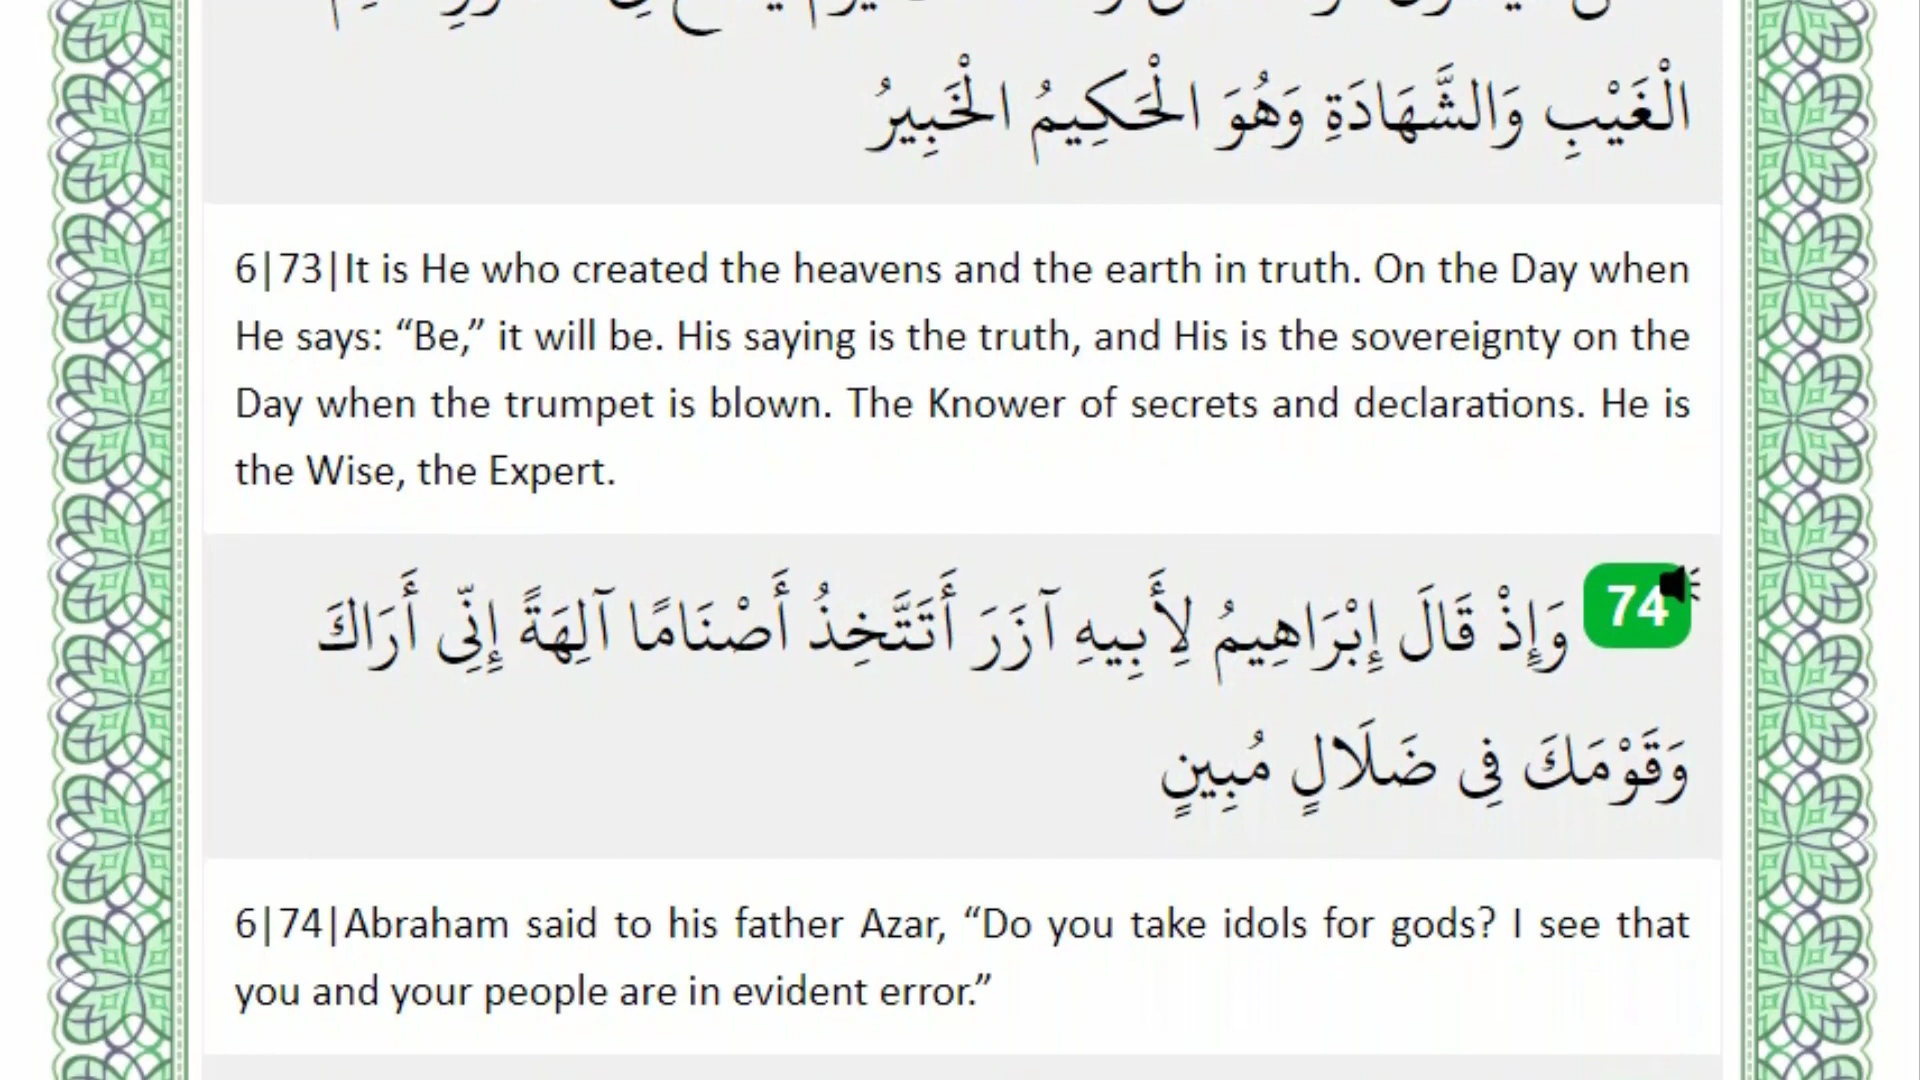 الْغَيْبِ وَالشَّهَادَةِ وَهُوَ الْحَكِيمُ الْخَبِيرُ
6|73|It is He who created the heavens and the earth in truth. On the Day when
He says: “Be,” it will be. His saying is the truth, and His is the sovereignty on the
Day when the trumpet is blown. The Knower of secrets and declarations. He is
the Wise, the Expert.
74 وَإِذْ قَالَ إِبْرَاهِيمُ لِأَبِيهِ آزَرَ أَتَتَّخِذُ أَصْنَامًا آلِهَةً إِنِّى أَرَاكَ
وَقَوْمَكَ فِى ضَلَالٍ مُبِينٍ
6|74|Abraham said to his father Azar, “Do you take idols for gods? I see that
you and your people are in evident error.”